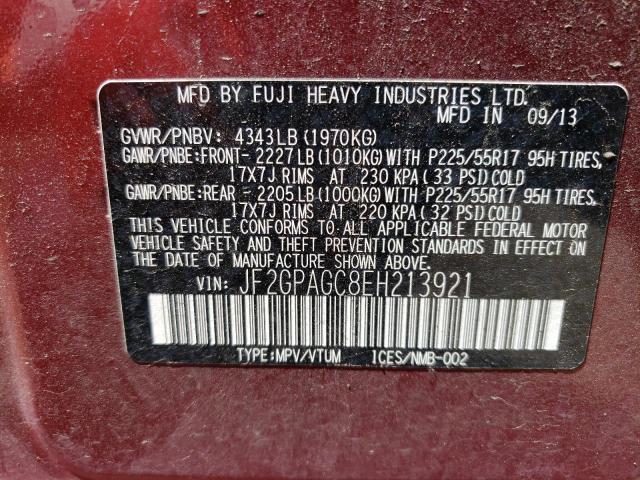 MFD BY FUJI HEAVY INDUSTRIES LTD.
MFD IN 09/13
GVWR/PNBV: 4343LB (1970KG)
GAWR/PNBE:FRONT- 2227LB (1010KG) WITH P225/55R17 95H TIRES,
17X7J RIMS AT 230 KPA ( 33 PSI) COLD
GAWR/PNBE:REAR - 2205LB (1000KG) WITH P225/55R17 95H TIRES,
17X7J RIMS AT 220 KPA ( 32 PSI) COLD
THIS VEHICLE CONFORMS TO ALL APPLICABLE FEDERAL MOTOR
VEHICLE SAFETY AND THEFT PREVENTION STANDARDS IN EFFECT ON
THE DATE OF MANUFACTURE SHOWN ABOVE.
VIN: JF2GPAGC8EH213921
TYPE:MPV/VTUM ICES/NMB-002